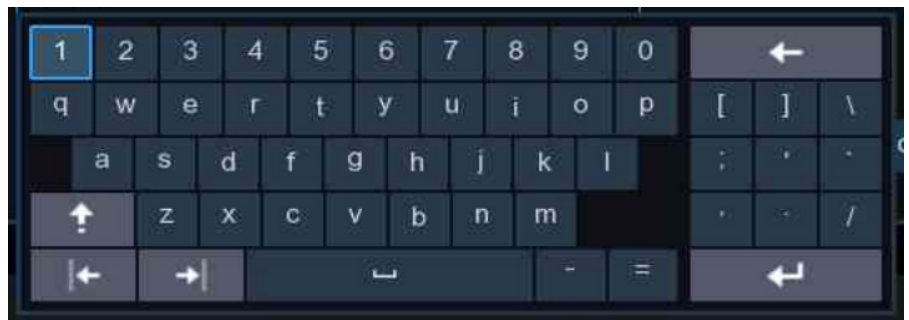 1 2 3 4 5 6 7 8 9 0 ←
q w e r t y u i o p [ ] \
a s d f g h j k l ; '
z x c v b n m /
- =